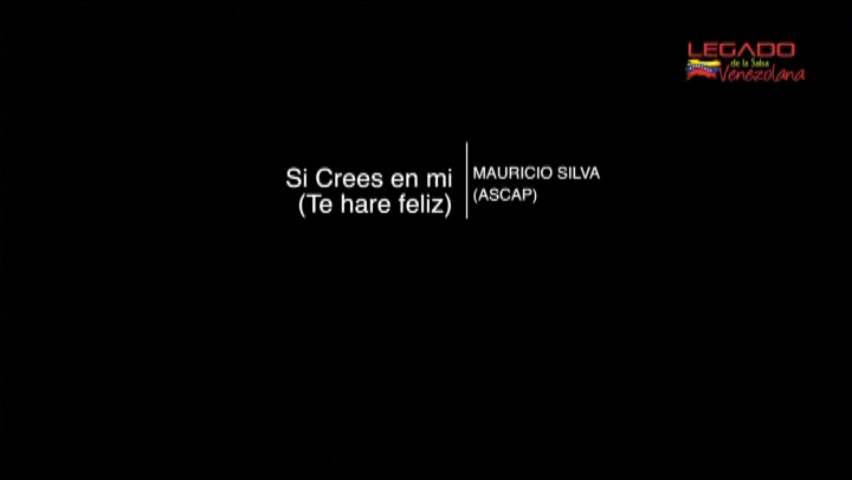 LEGADO
de la Salsa
Venezolana
Si Crees en mi
(Te hare feliz)
MAURICIO SILVA
(ASCAP)